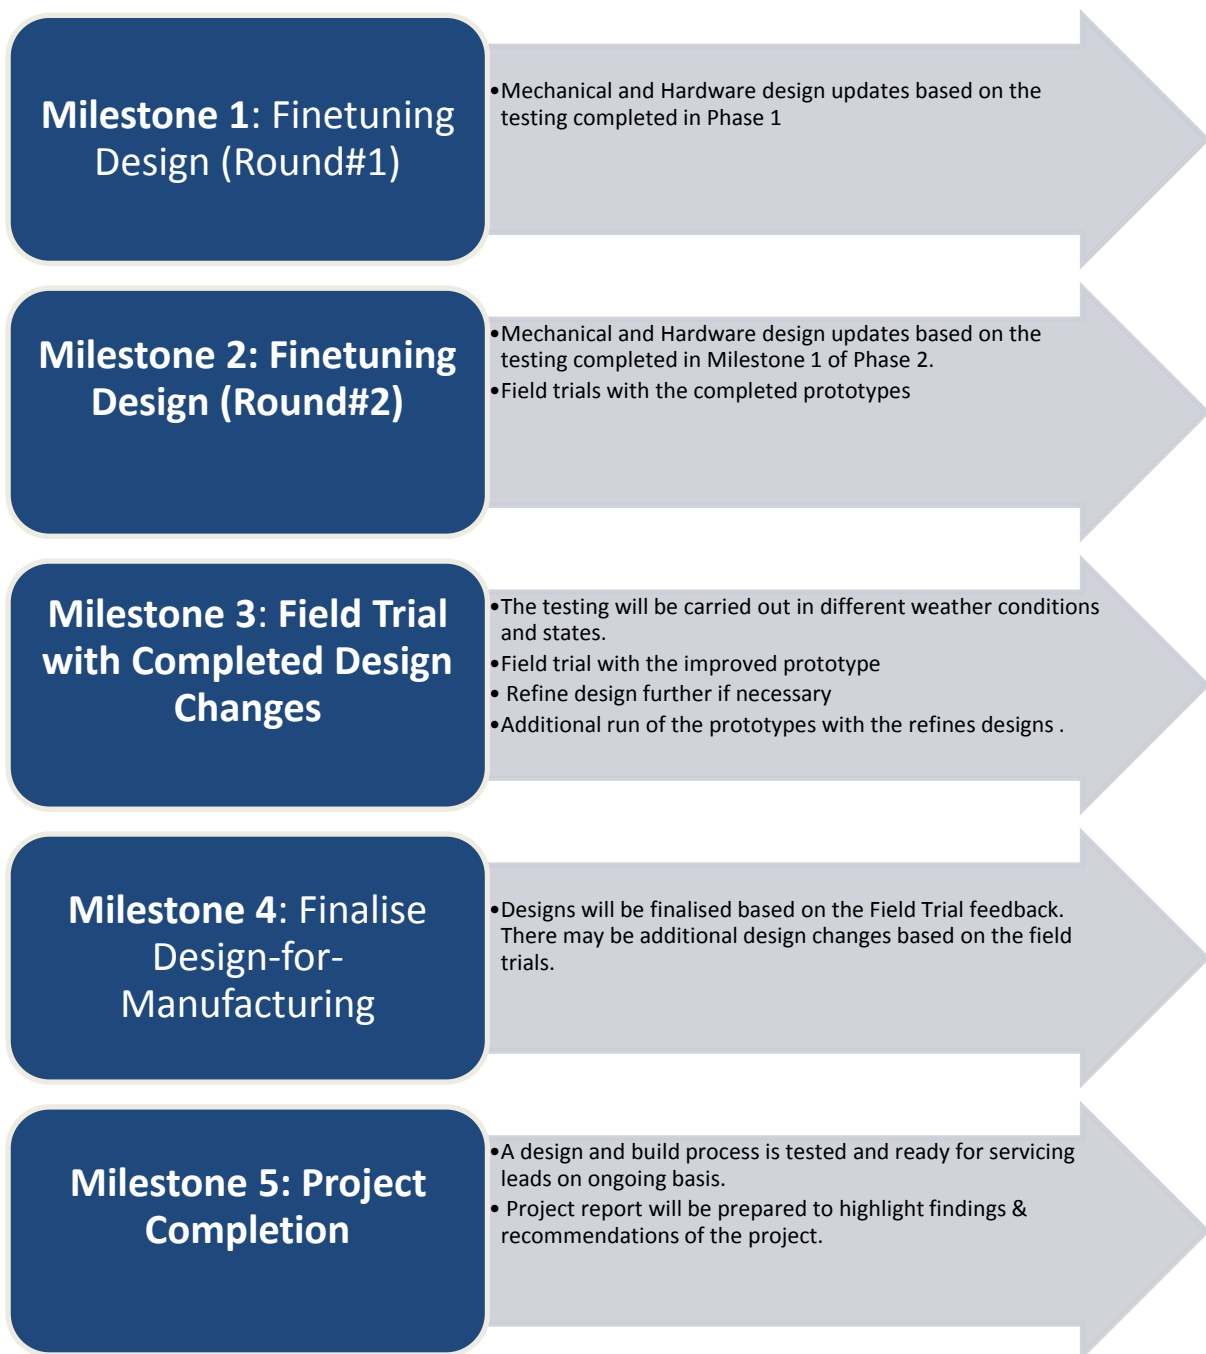 Milestone 1: Finetuning
Design (Round#1)
•Mechanical and Hardware design updates based on the
testing completed in Phase 1
Milestone 2: Finetuning
Design (Round#2)
•Mechanical and Hardware design updates based on the
testing completed in Milestone 1 of Phase 2.
•Field trials with the completed prototypes
Milestone 3: Field Trial
with Completed Design
Changes
•The testing will be carried out in different weather conditions
and states.
•Field trial with the improved prototype
• Refine design further if necessary
•Additional run of the prototypes with the refines designs .
Milestone 4: Finalise
Design-for-
Manufacturing
•Designs will be finalised based on the Field Trial feedback.
There may be additional design changes based on the field
trials.
Milestone 5: Project
Completion
•A design and build process is tested and ready for servicing
leads on ongoing basis.
• Project report will be prepared to highlight findings &
recommendations of the project.